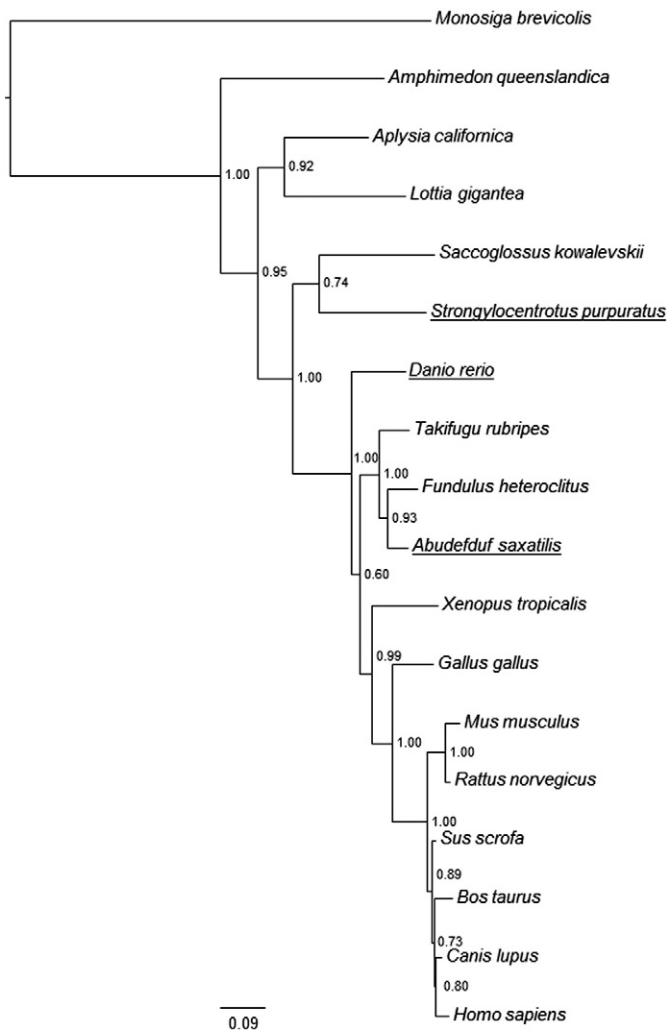 Monosiga brevicolis
Amphimedon queenslandica
Aplysia californica
1.00
0.92
Lottia gigantea
Saccoglossus kowalevskii
0.95
0.74
Strongylocentrotus purpuratus
Danio rerio
1.00
Takifugu rubripes
1.00
1.00
Fundulus heteroclitus
0.93
Abudefduf saxatilis
0.60
Xenopus tropicalis
0.99
Gallus gallus
Mus musculus
1.00
1.00
Rattus norvegicus
1.00
Sus scrofa
0.89
Bos taurus
0.73
Canis lupus
0.80
Homo sapiens
0.09